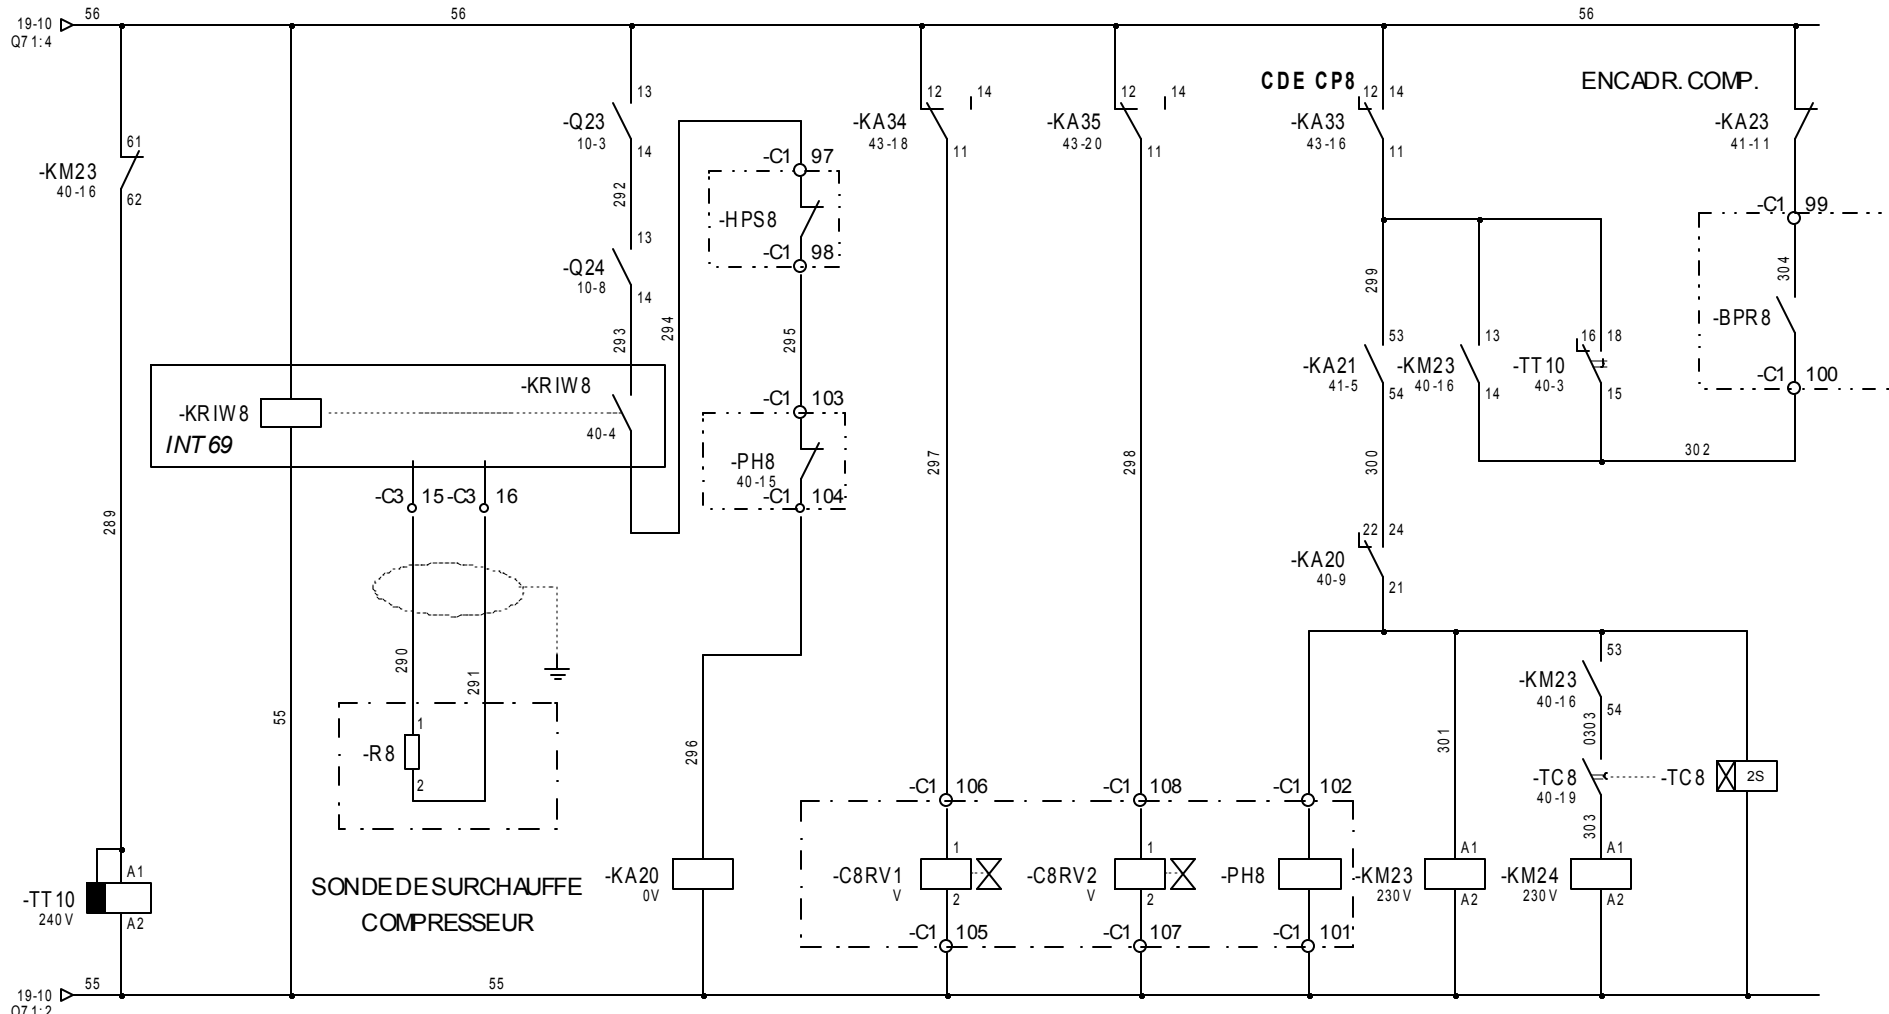 56
56
56
19-10
Q7 1:4
CDE CP8
ENCADR. COMP.
-KM23
40-16
61
62
289
-TT10
240V
A1
A2
13
-Q23
10-3
14
292
13
-Q24
10-8
14
293
294
-KRIW8
-KRIW8
40-4
INT 69
-C3 15
-C3 16
290
291
1
-R8
2
55
SONDE DE SURCHAUFFE
COMPRESSEUR
-C1 97
-HPS8
-C1 98
295
-C1 103
-PH8
40-15
-C1 104
296
-KA20
0V
12
14
-KA34
43-18
11
297
-C1 106
1
-C8RV1
V
2
-C1 105
12
14
-KA35
43-20
11
298
-C1 108
1
-C8RV2
V
2
-C1 107
12
14
-KA33
43-16
11
299
53
-KA21
41-5
54
300
22
24
-KA20
40-9
21
13
-KM23
40-16
14
16
18
-TT10
40-3
15
302
-KA23
41-11
-C1 99
304
-BPR8
-C1 100
-C1 102
-PH8
-C1 101
301
-KM23
230V
A1
A2
53
-KM23
40-16
54
0303
-TC8
40-19
303
-TC8
2S
-KM24
230V
A1
A2
19-10
Q7 1:2
55
55